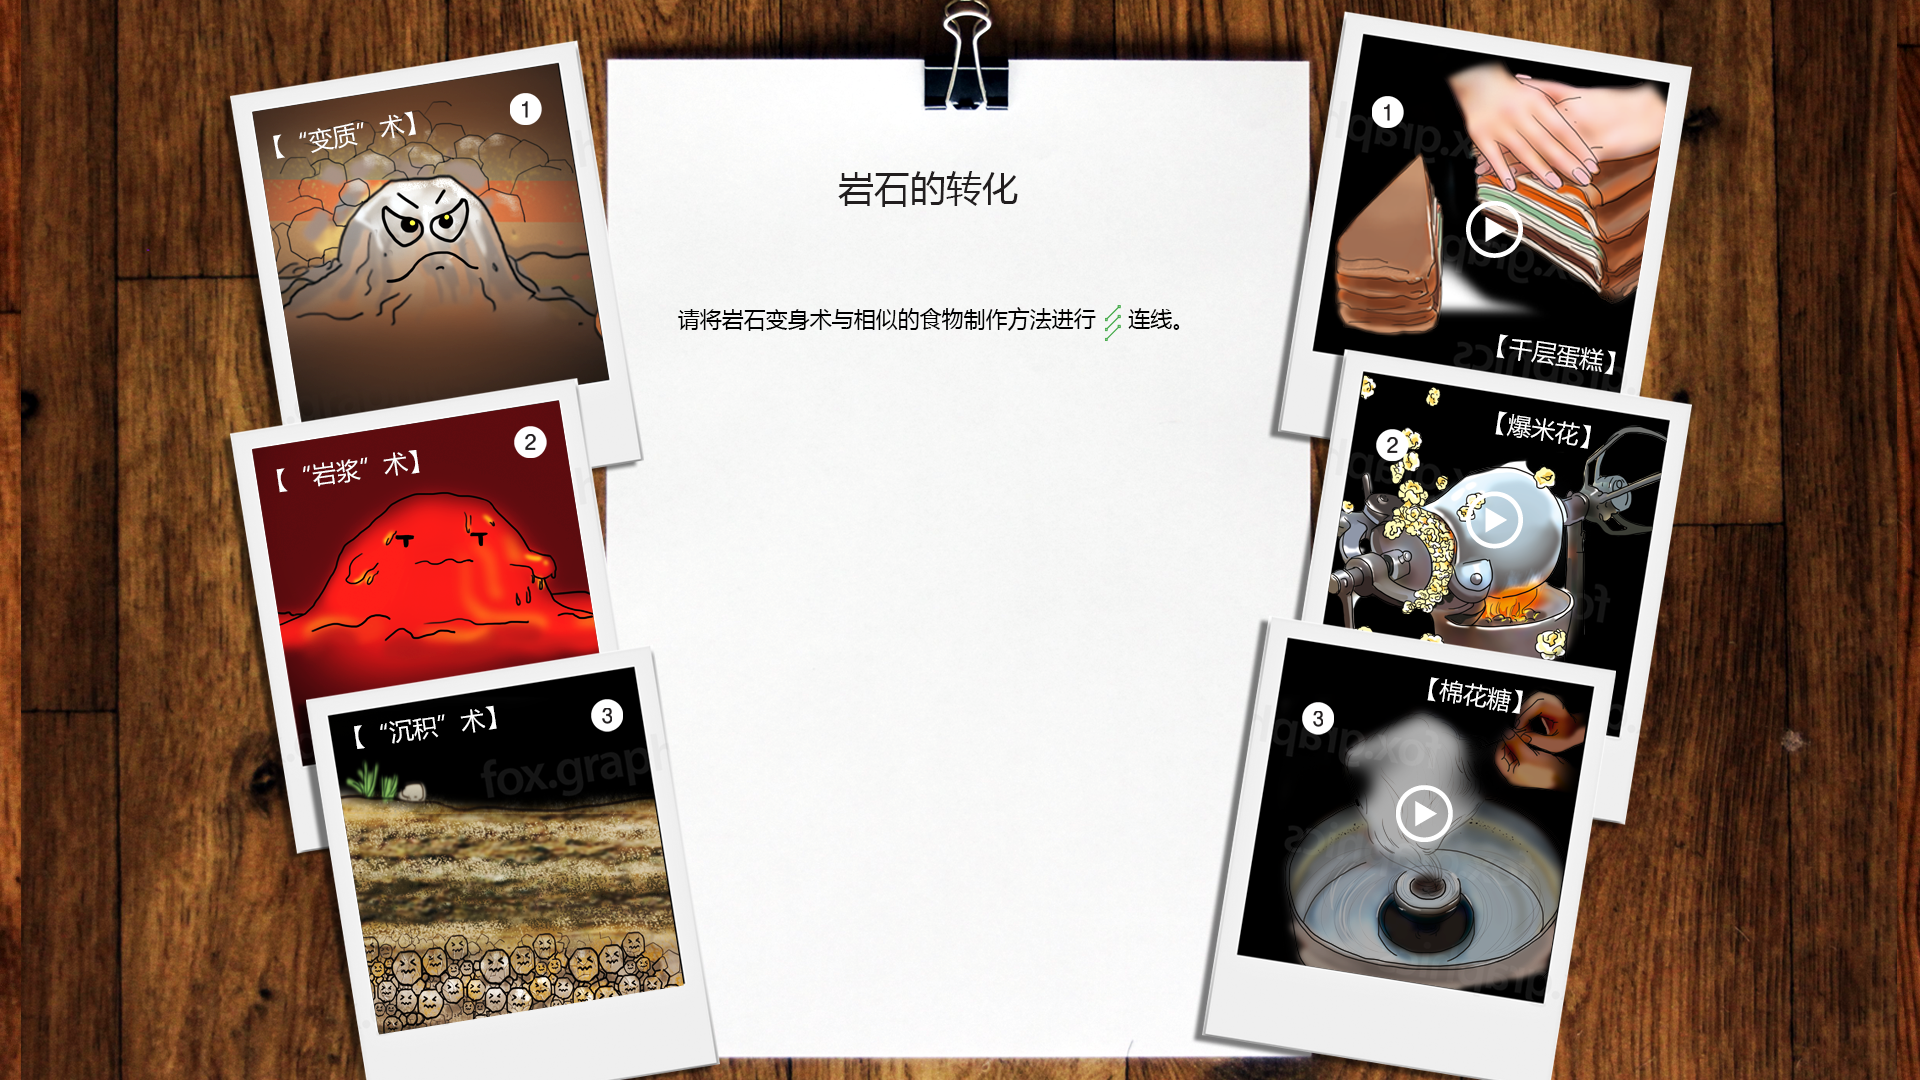 岩石的转化
请将岩石变身术与相似的食物制作方法进行 连线。
1
【“变质”术】
2
【“岩浆”术】
3
【“沉积”术】
fox.graph
1
【千层蛋糕】
2
【爆米花】
3
【棉花糖】